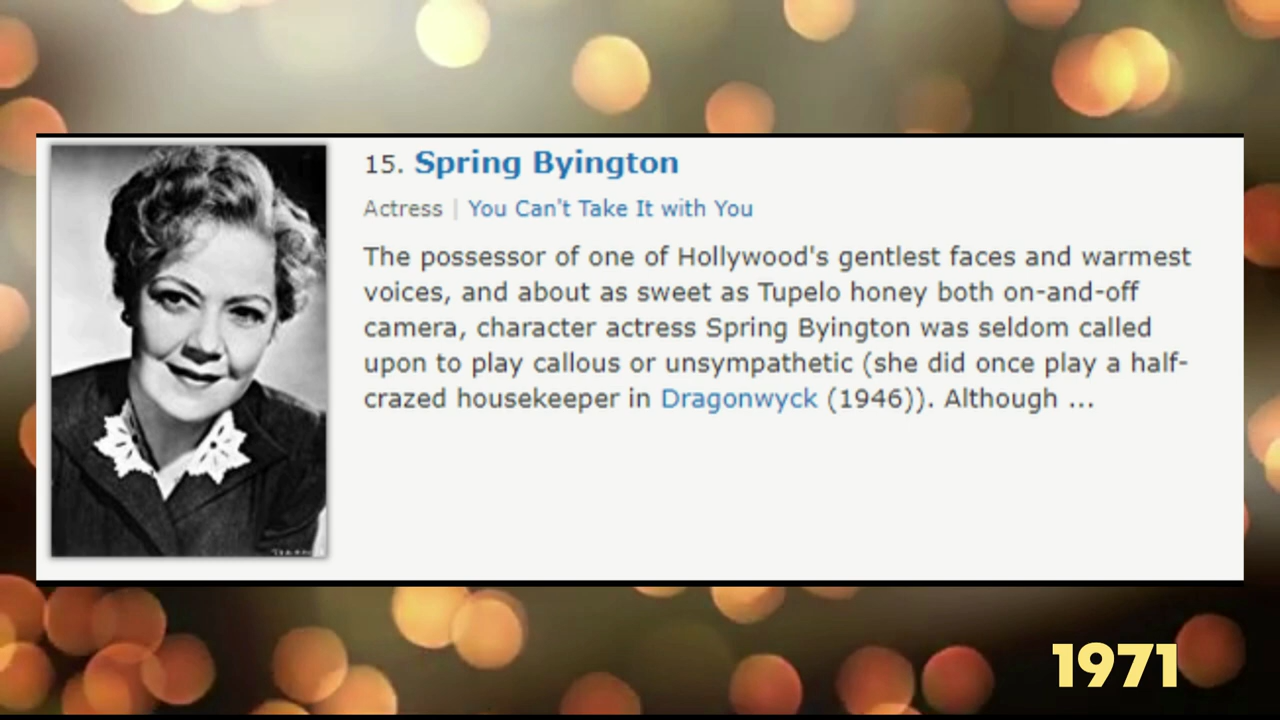 15. Spring Byington
Actress | You Can't Take It with You
The possessor of one of Hollywood's gentlest faces and warmest
voices, and about as sweet as Tupelo honey both on-and-off
camera, character actress Spring Byington was seldom called
upon to play callous or unsympathetic (she did once play a half-
crazed housekeeper in Dragonwyck (1946)). Although ...
1971